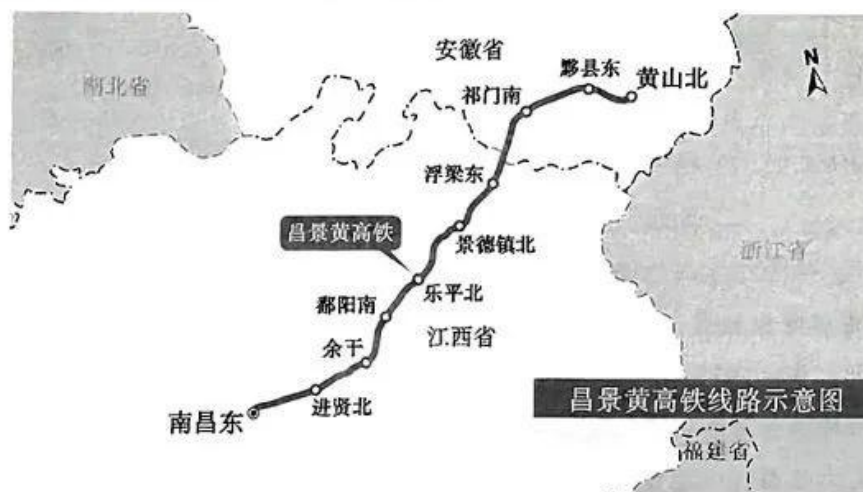 安徽省
黟县东
黄山北
N
祁门南
湖北省
浮梁东
昌景黄高铁
景德镇北
浙江省
乐平北
鄱阳南
江西省
余干
进贤北
南昌东
昌景黄高铁线路示意图
福建省